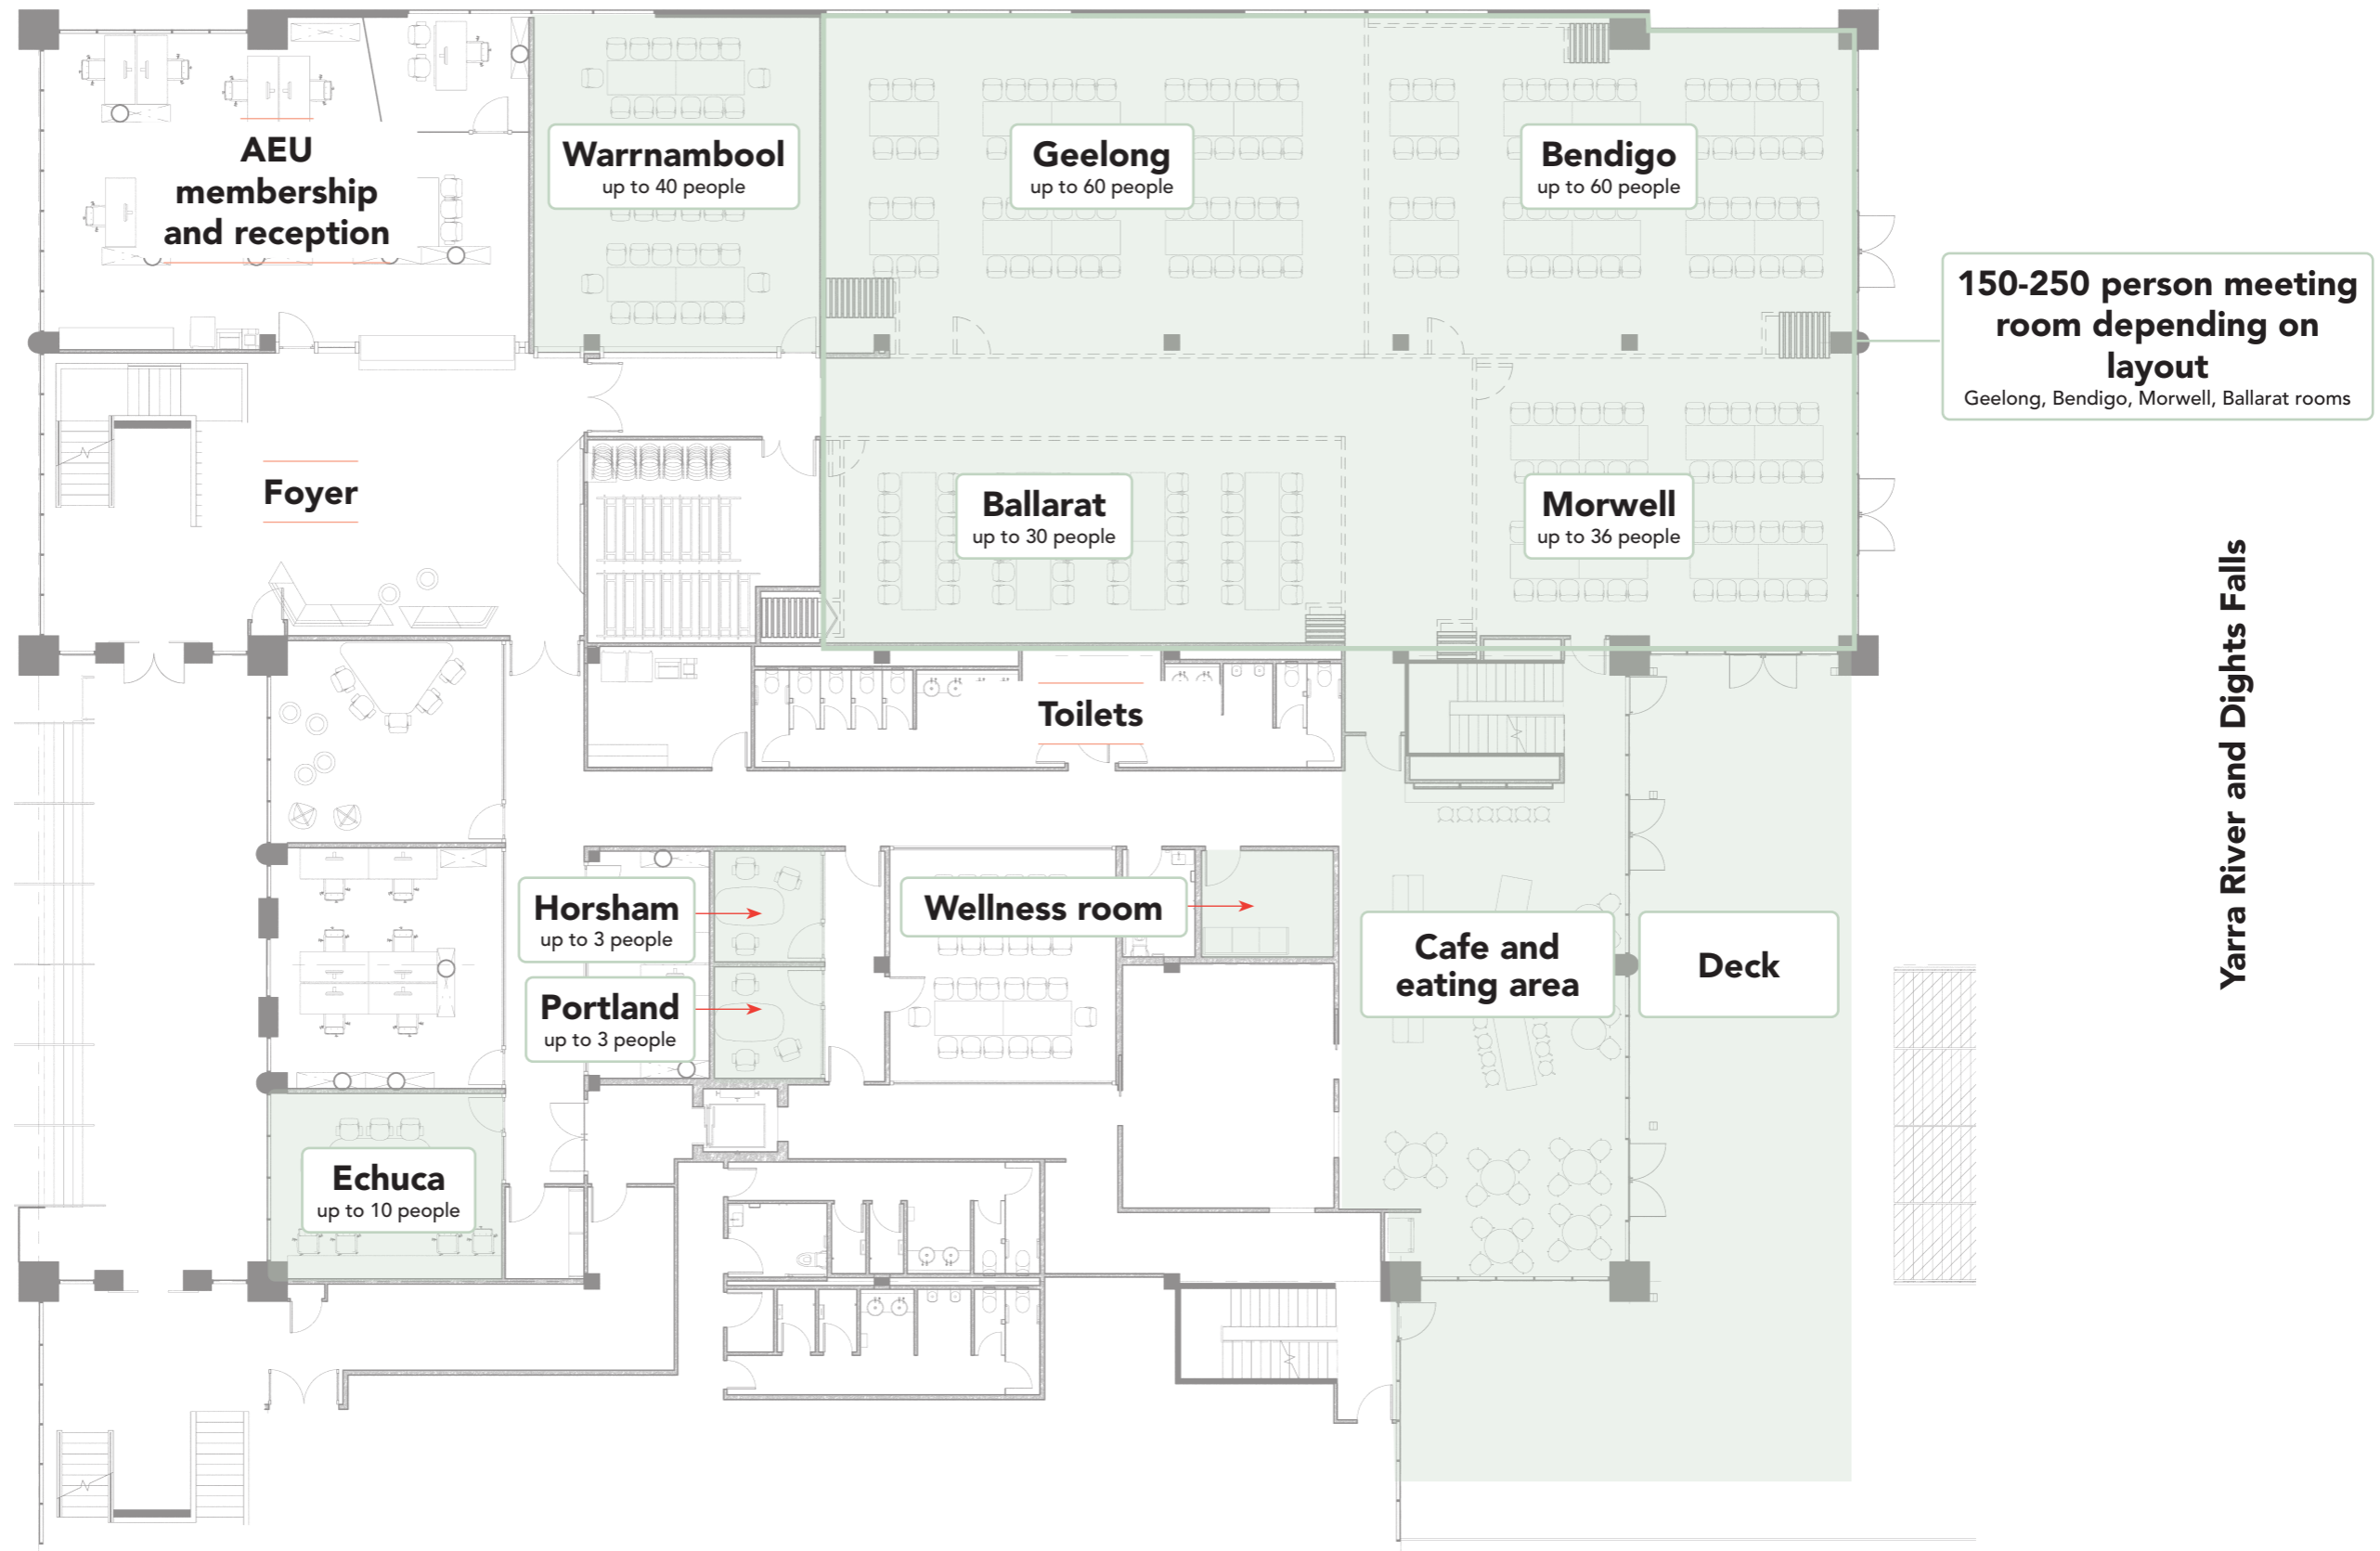 AEU
membership
and reception
Warrnambool
up to 40 people
Geelong
up to 60 people
Bendigo
up to 60 people
150-250 person meeting
room depending on
layout
Geelong, Bendigo, Morwell, Ballarat rooms
Foyer
Ballarat
up to 30 people
Morwell
up to 36 people
Yarra River and Dights Falls
Toilets
Horsham
up to 3 people
Wellness room
Portland
up to 3 people
Cafe and
eating area
Deck
Echuca
up to 10 people